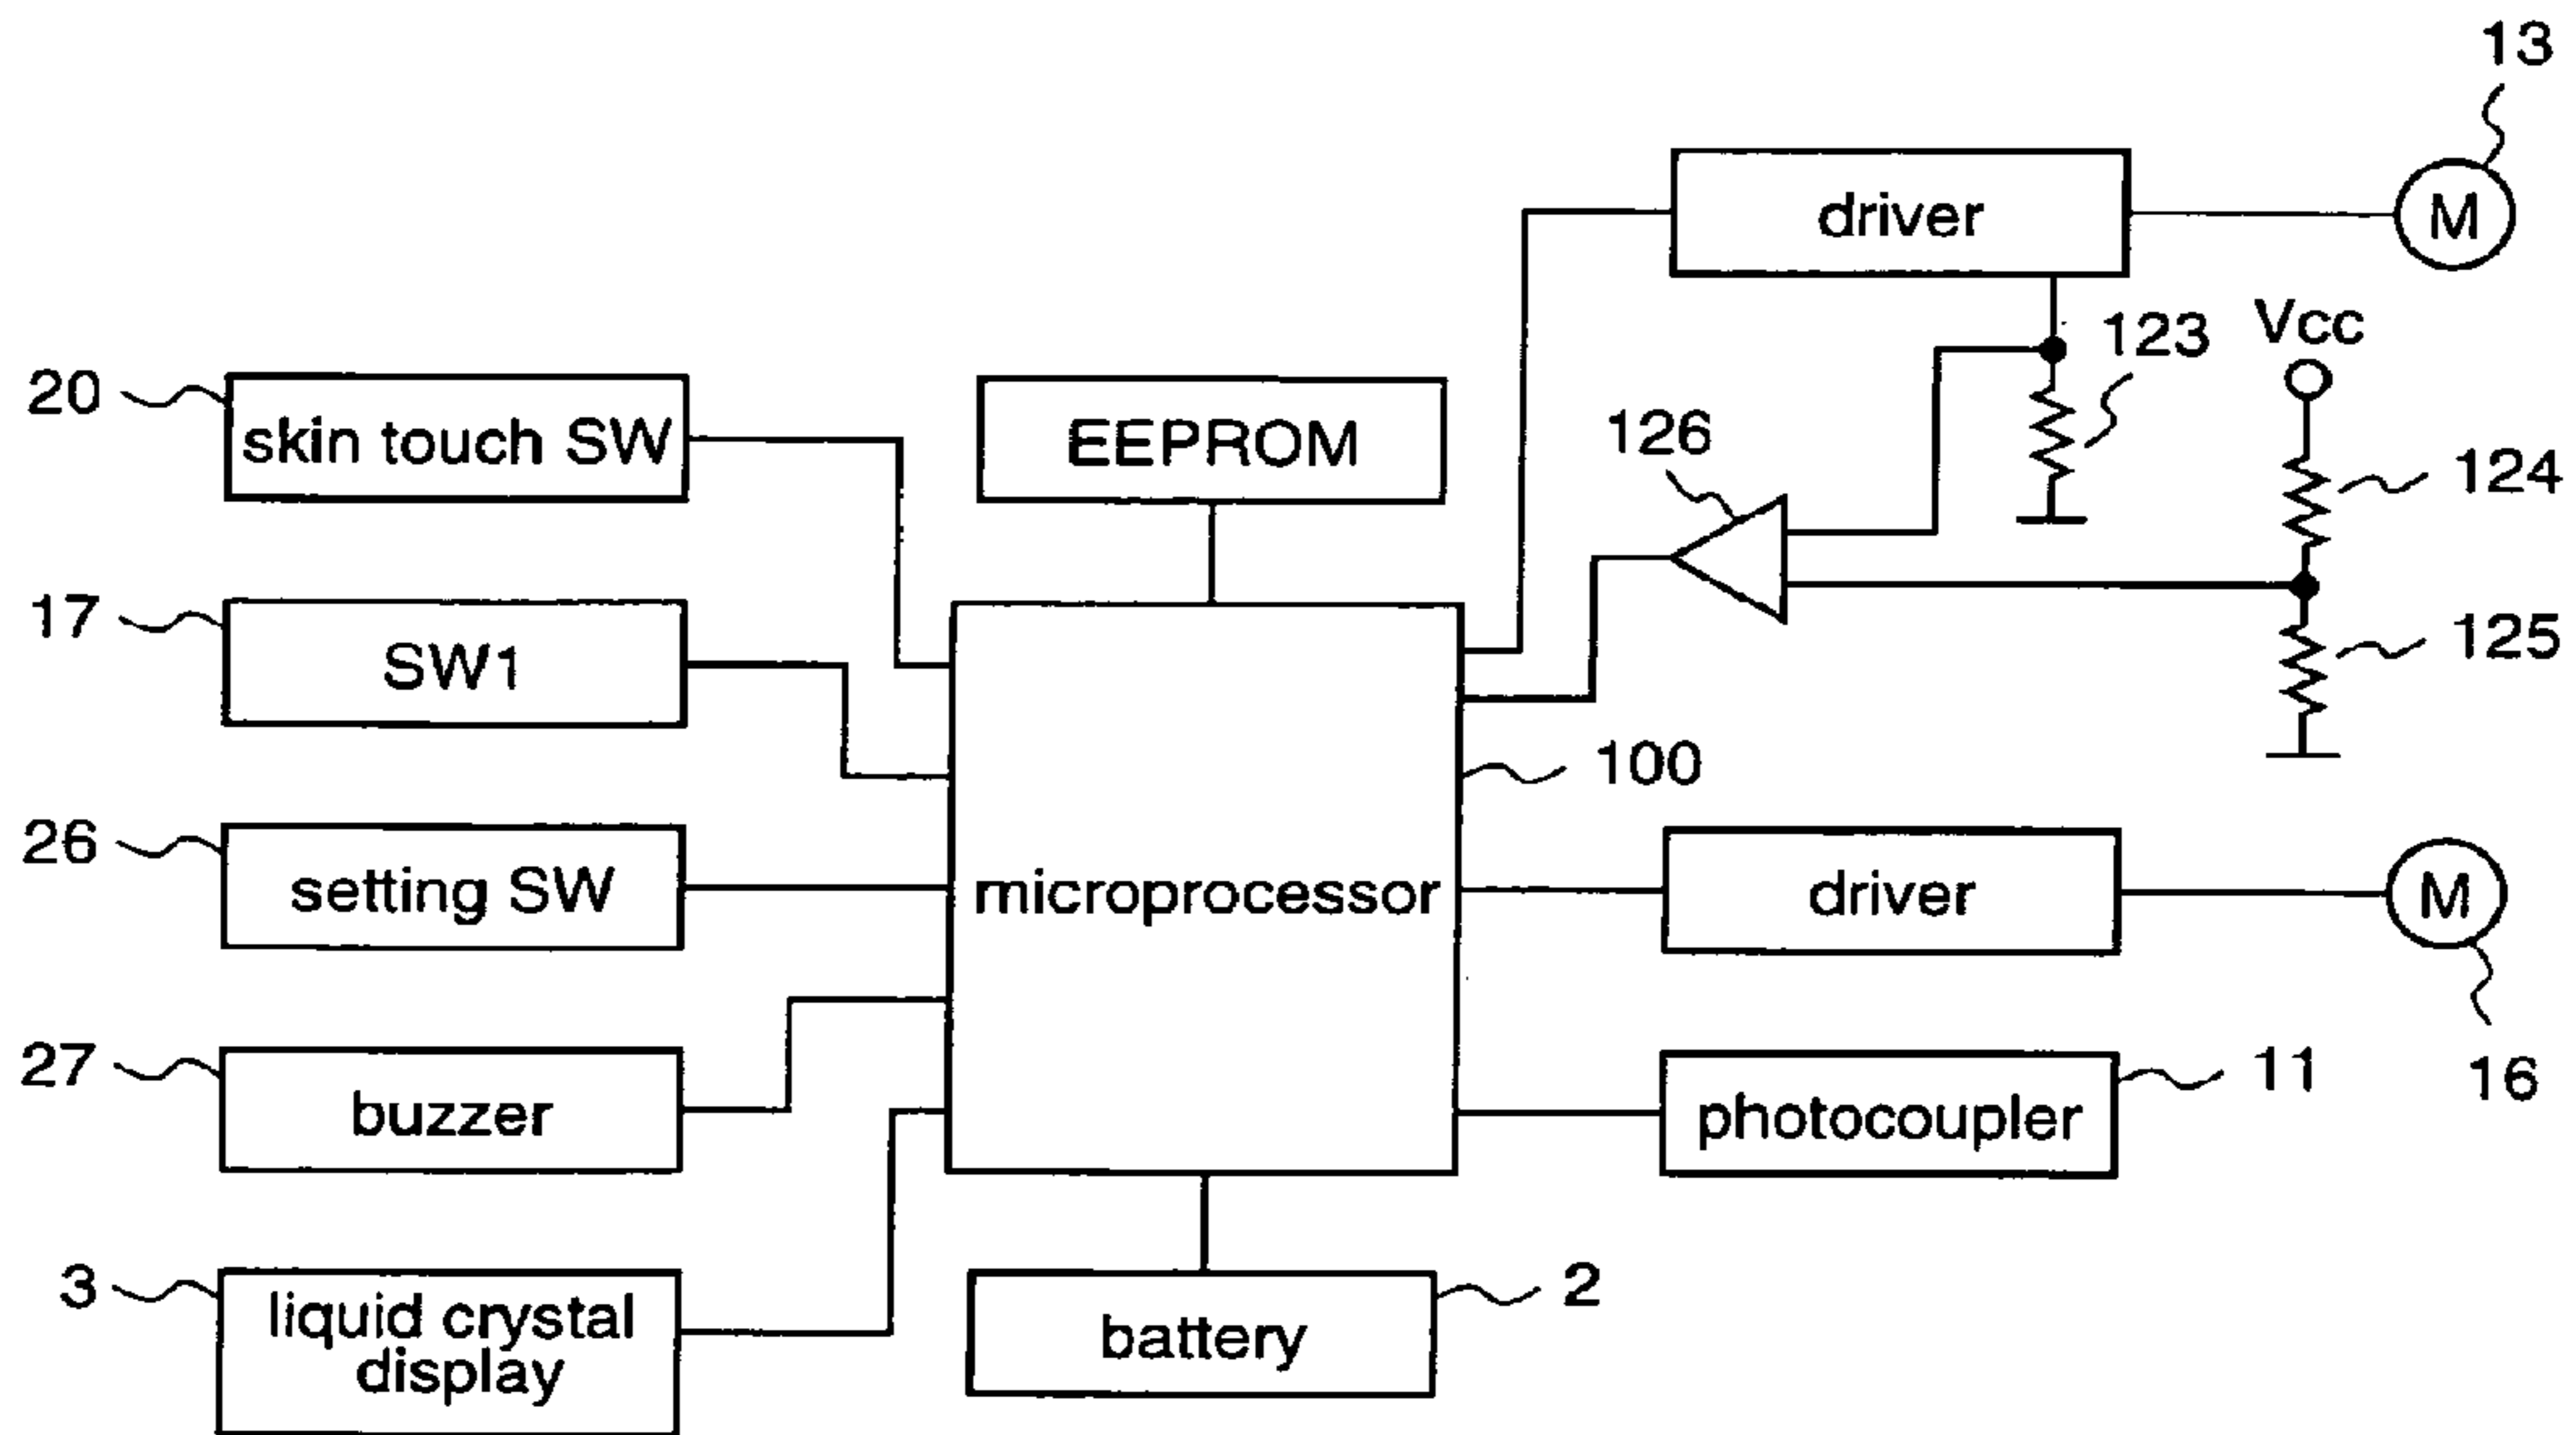 13
driver
M
123
Vcc
20
skin touch SW
EEPROM
126
124
17
SW1
125
100
26
setting SW
microprocessor
driver
M
27
buzzer
photocoupler
11
16
3
liquid crystal
display
battery
2